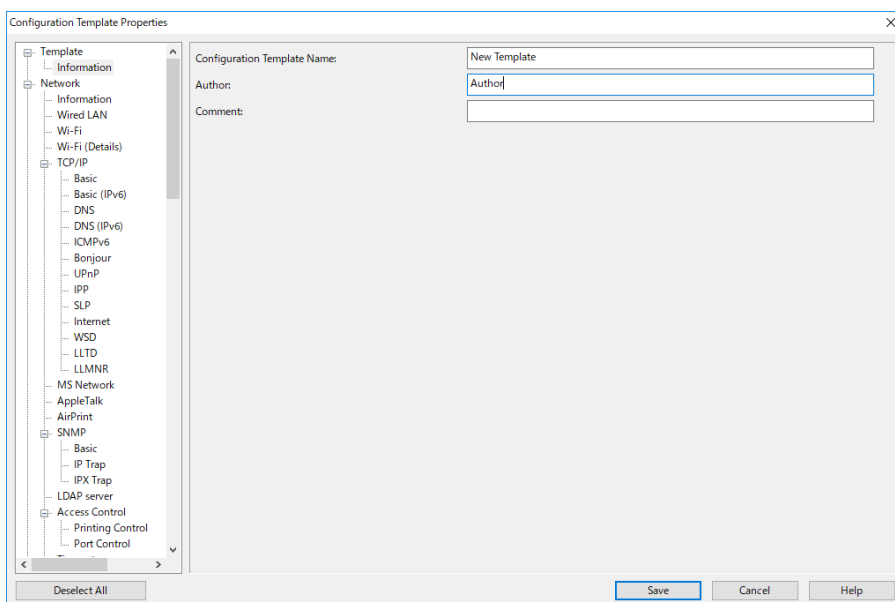 Configuration Template Properties
Template
Information
Network
Information
Wired LAN
Wi-Fi
Wi-Fi (Details)
TCP/IP
Basic
Basic (IPv6)
DNS
DNS (IPv6)
ICMPv6
Bonjour
UPnP
IPP
SLP
Internet
WSD
LLTD
LLMNR
MS Network
AppleTalk
AirPrint
SNMP
Basic
IP Trap
IPX Trap
LDAP server
Access Control
Printing Control
Port Control
Configuration Template Name: New Template
Author: Author
Comment:
Deselect All Save Cancel Help